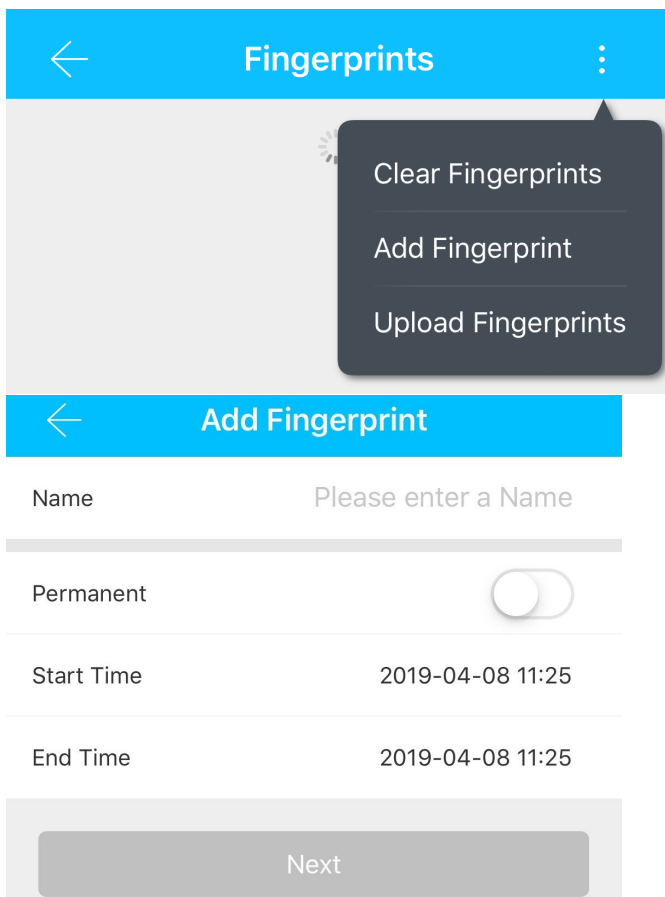 Fingerprints
Clear Fingerprints
Add Fingerprint
Upload Fingerprints
Add Fingerprint
Name Please enter a Name
Permanent
Start Time 2019-04-08 11:25
End Time 2019-04-08 11:25
Next